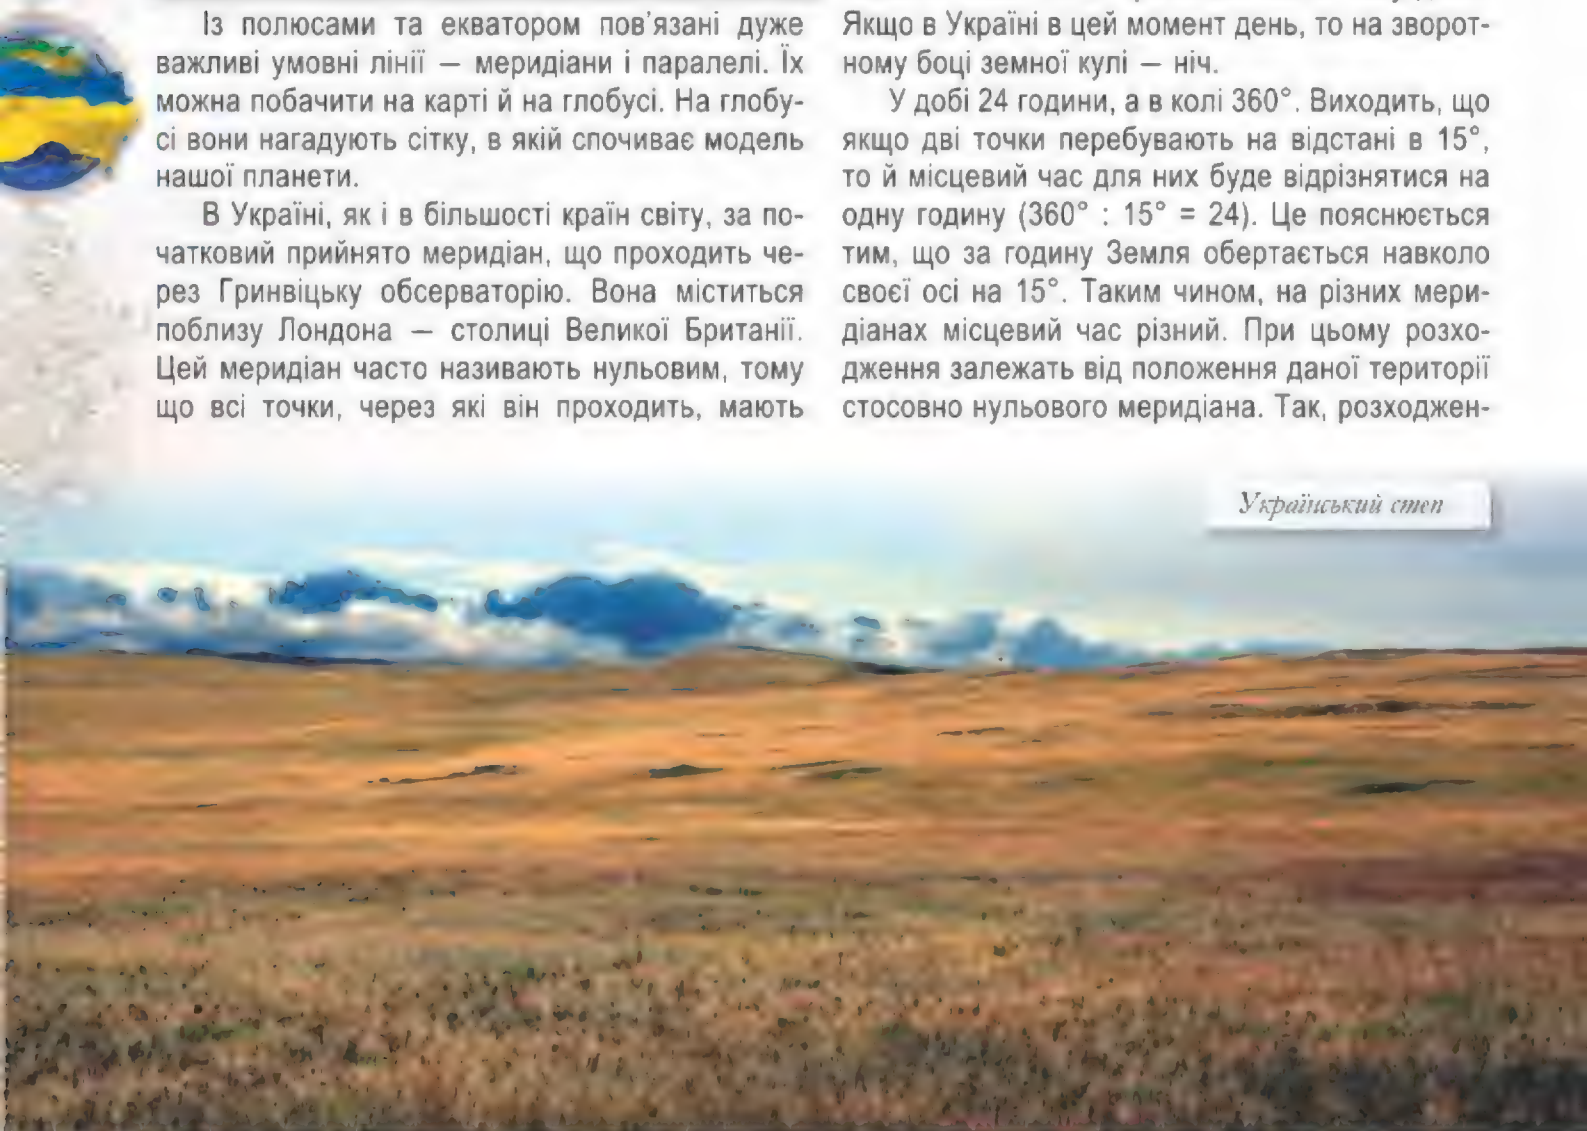 Із полюсами та екватором пов’язані дуже
важливі умовні лінії — меридіани і паралелі. Їх
можна побачити на карті й на глобусі. На глобу-
сі вони нагадують сітку, в якій спочиває модель
нашої планети.
В Україні, як і в більшості країн світу, за по-
чатковий прийнято меридіан, що проходить че-
рез Гринвіцьку обсерваторію. Вона міститься
поблизу Лондона — столиці Великої Британії.
Цей меридіан часто називають нульовим, тому
що всі точки, через які він проходить, мають
Якщо в Україні в цей момент день, то на зворот-
ному боці земної кулі — ніч.
У добі 24 години, а в колі 360°. Виходить, що
якщо дві точки перебувають на відстані в 15°,
то й місцевий час для них буде відрізнятися на
одну годину (360° : 15° = 24). Це пояснюється
тим, що за годину Земля обертається навколо
своєї осі на 15°. Таким чином, на різних мери-
діанах місцевий час різний. При цьому розхо-
дження залежать від положення даної території
стосовно нульового меридіана. Так, розходжен-
Український степ